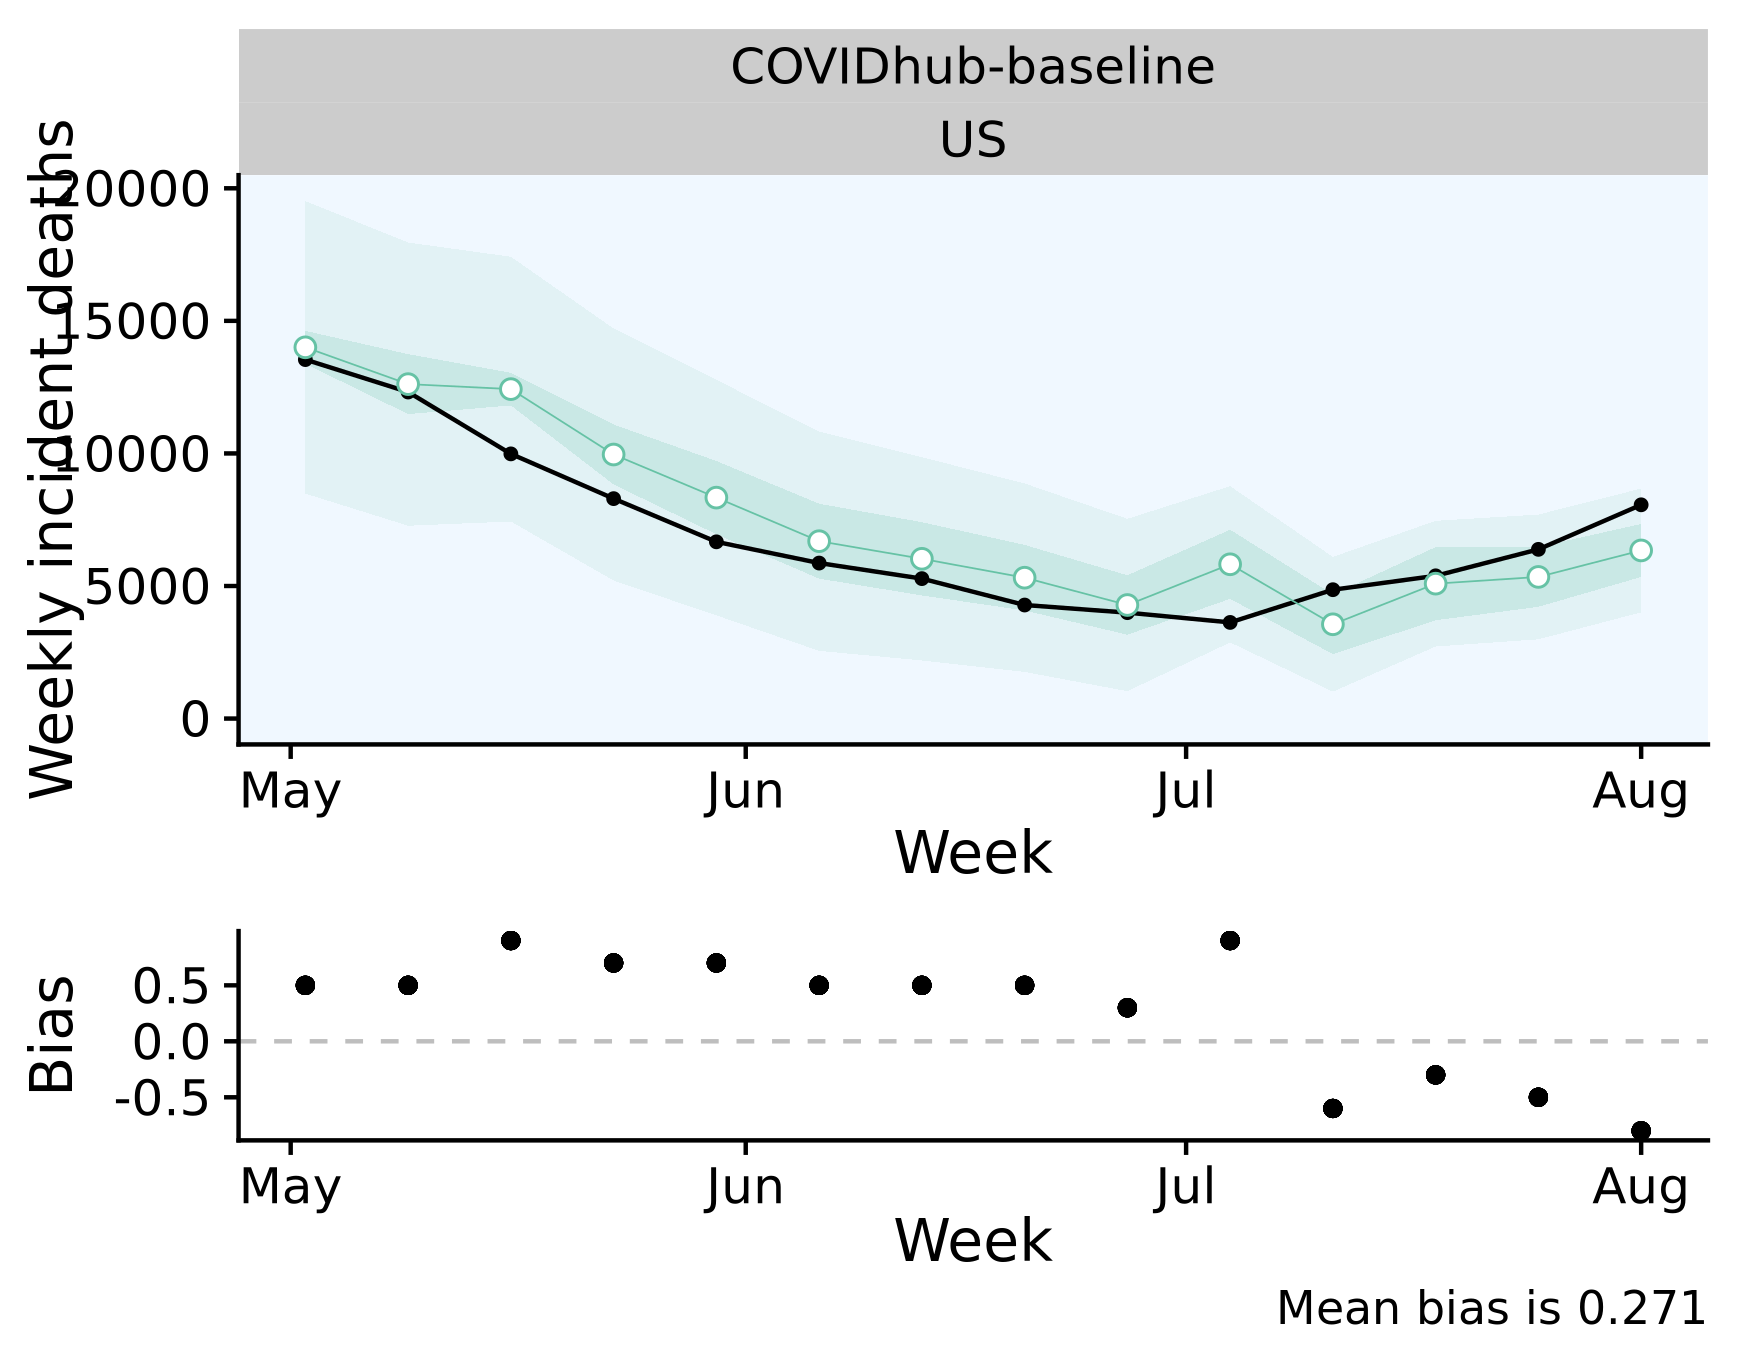 COVIDhub-baseline
US
Weekly incident deaths
20000
15000
10000
5000
0
May Jun Jul Aug
Week
Bias
0.5
0.0
-0.5
May Jun Jul Aug
Week
Mean bias is 0.271